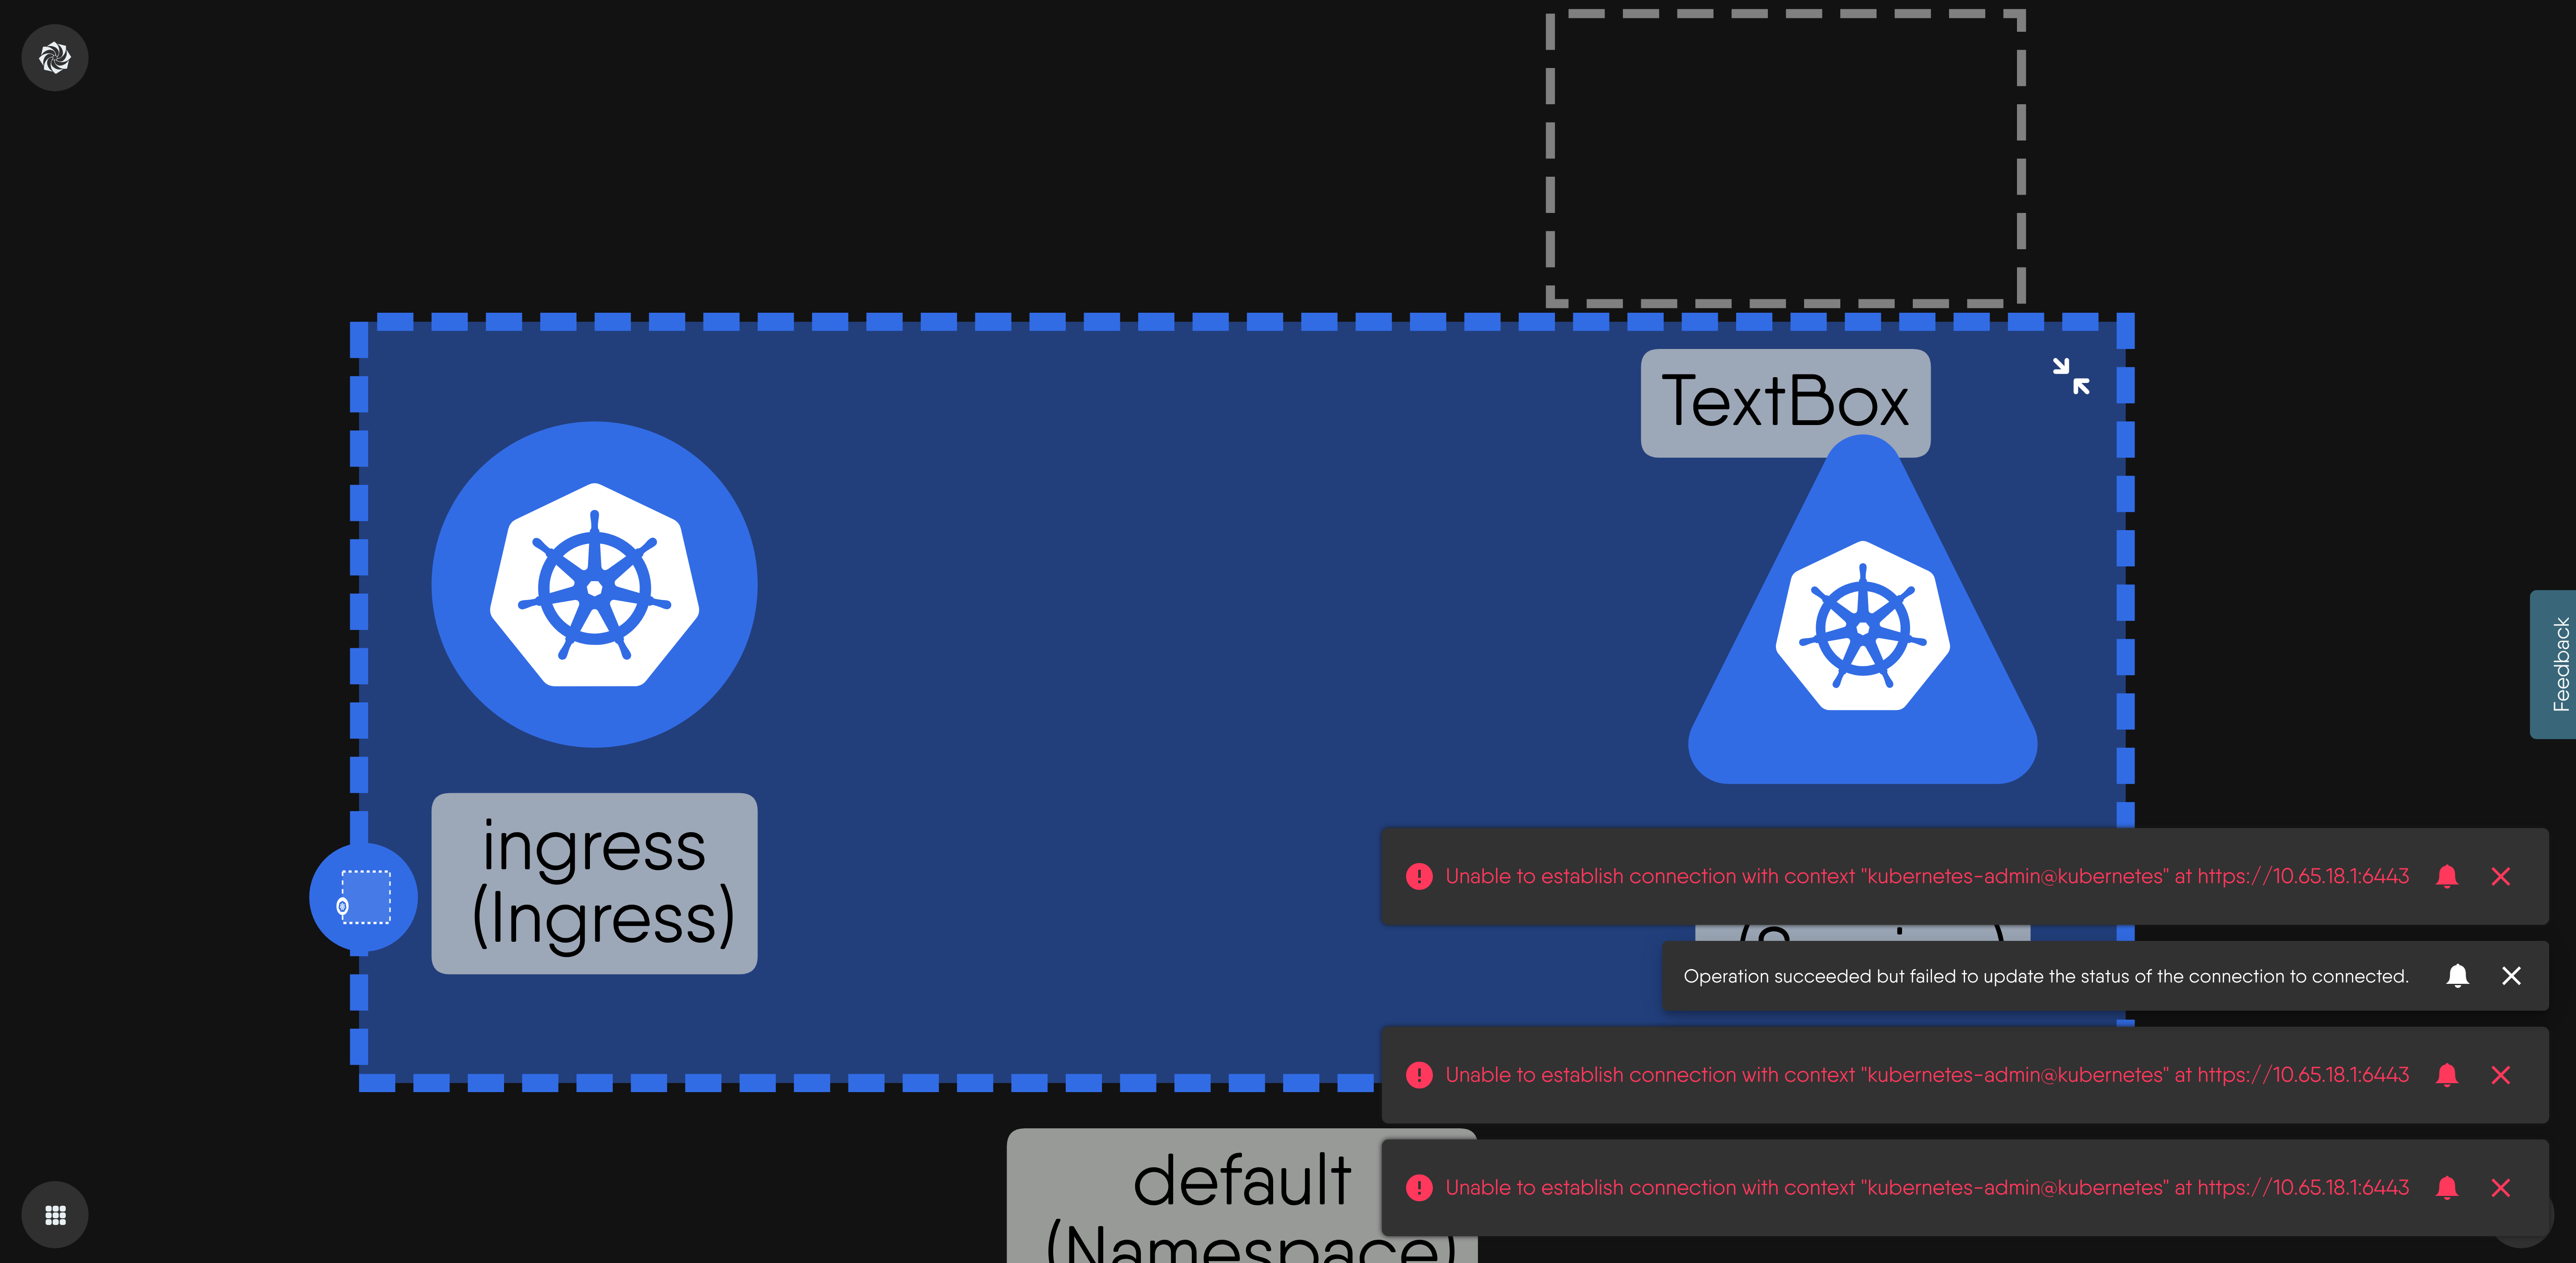 TextBox
ingress
(Ingress)
Feedback
Unable to establish connection with context "kubernetes-admin@kubernetes" at https://10.65.18.1:6443
Operation succeeded but failed to update the status of the connection to connected.
Unable to establish connection with context "kubernetes-admin@kubernetes" at https://10.65.18.1:6443
default
(Namespace)
Unable to establish connection with context "kubernetes-admin@kubernetes" at https://10.65.18.1:6443